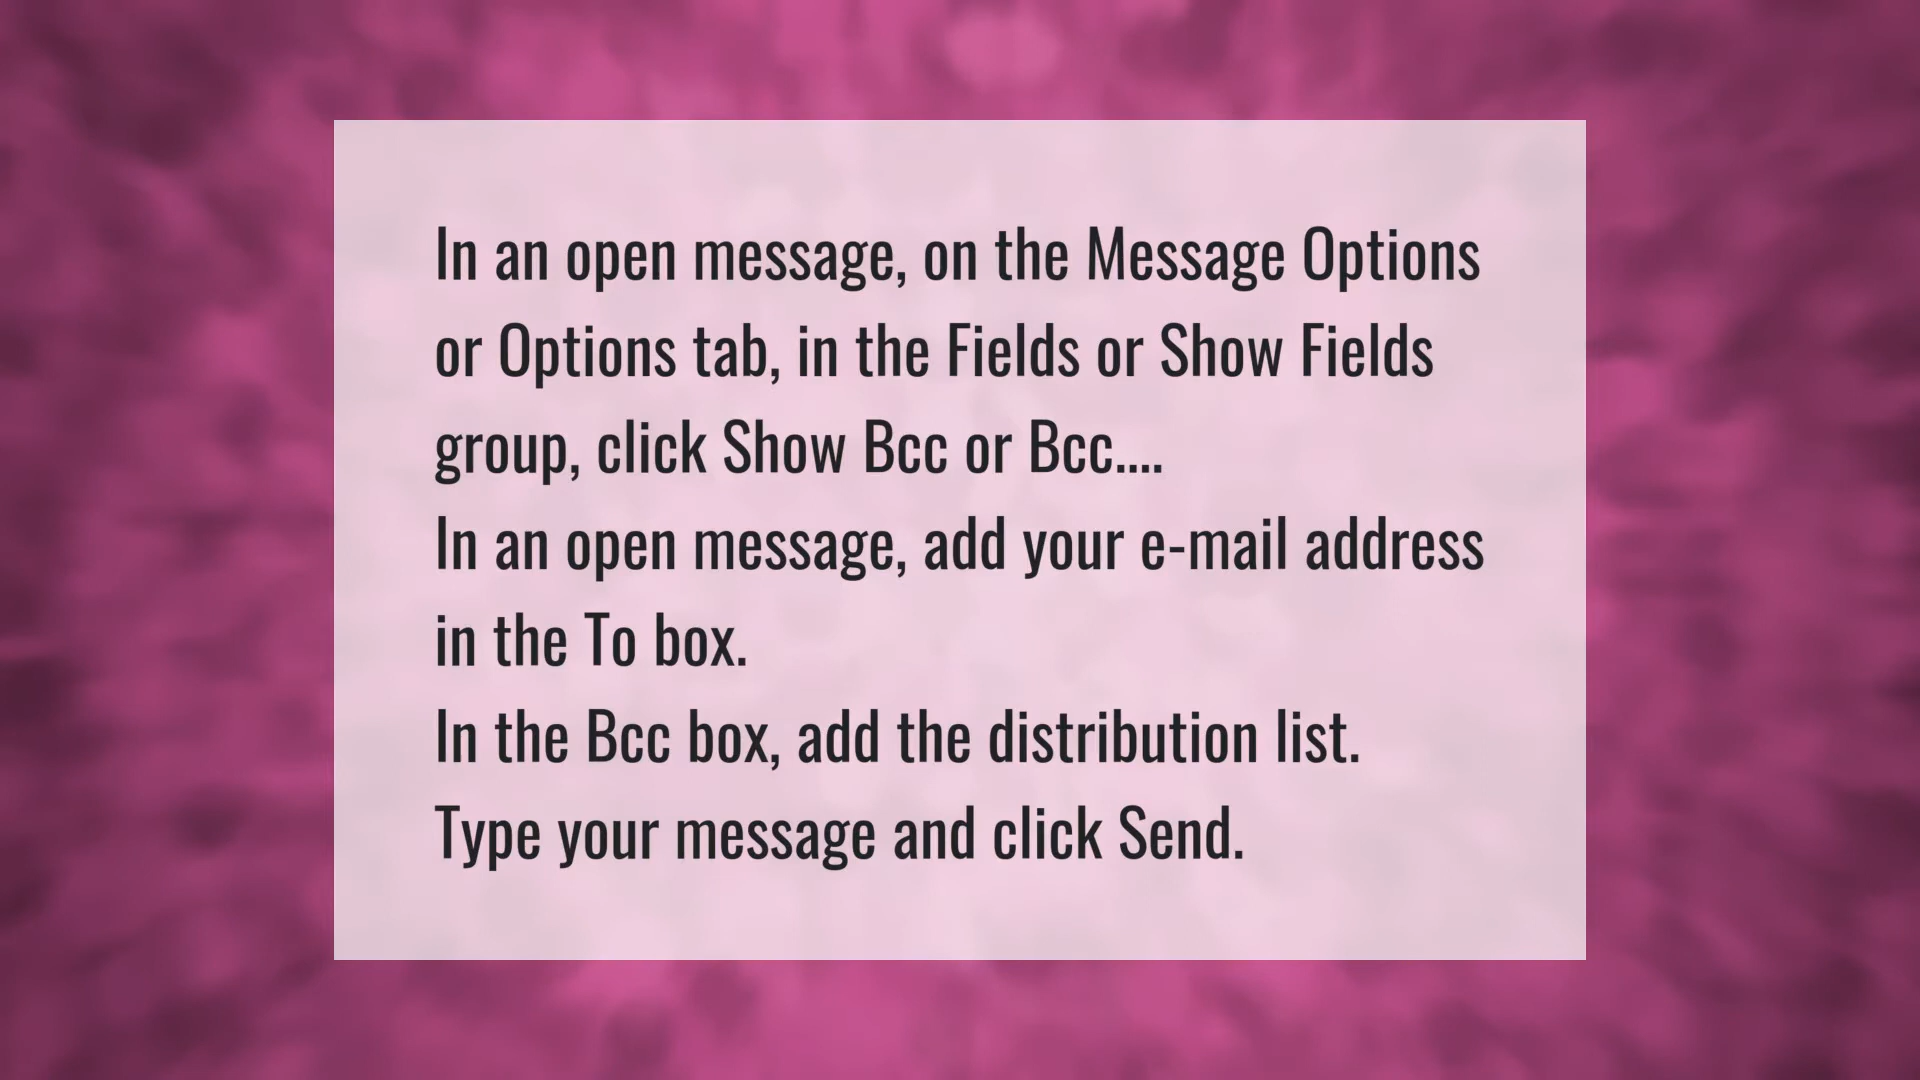 In an open message, on the Message Options
or Options tab, in the Fields or Show Fields
group, click Show Bcc or Bcc....
In an open message, add your e-mail address
in the To box.
In the Bcc box, add the distribution list.
Type your message and click Send.